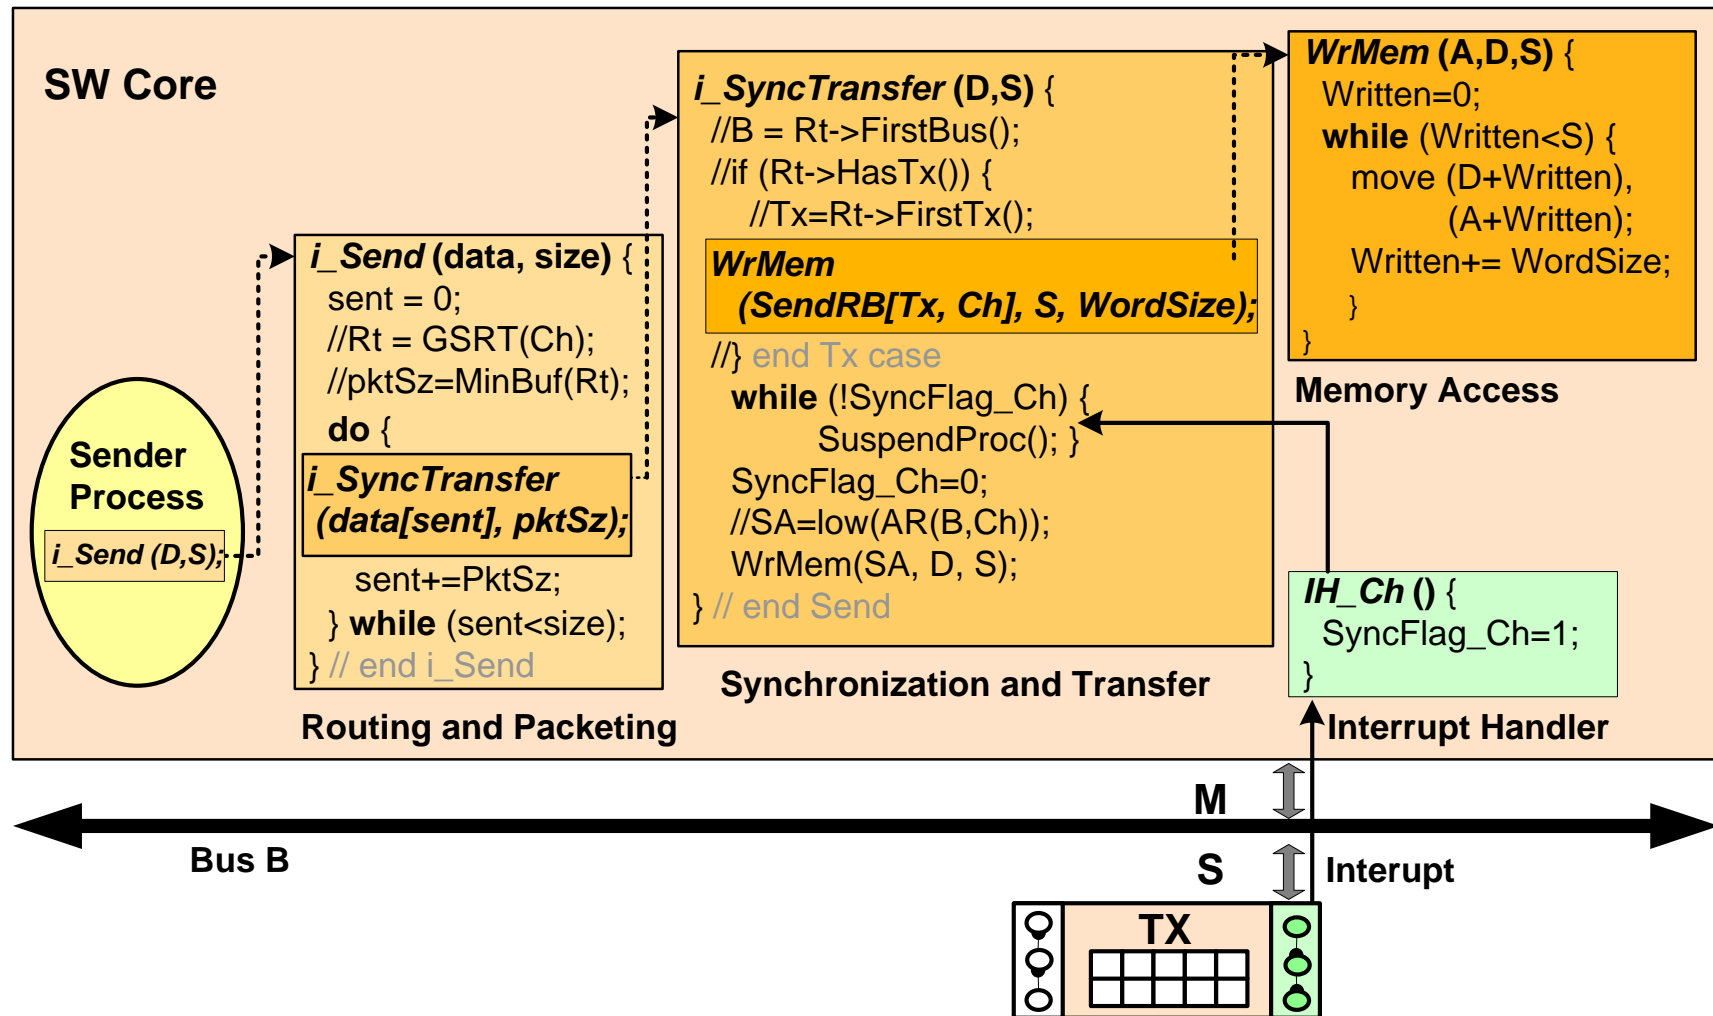 SW Core
Sender
Process
i_Send (D,S);
i_Send (data, size) {
sent = 0;
//Rt = GSRT(Ch);
//pktSz=MinBuf(Rt);
do {
i_SyncTransfer
(data[sent], pktSz);
sent+=PktSz;
} while (sent<size);
} // end i_Send
Routing and Packeting
i_SyncTransfer (D,S) {
//B = Rt->FirstBus();
//if (Rt->HasTx()) {
//Tx=Rt->FirstTx();
WrMem
(SendRB[Tx, Ch], S, WordSize);
//} end Tx case
while (!SyncFlag_Ch) {
SuspendProc(); }
SyncFlag_Ch=0;
//SA=low(AR(B,Ch));
WrMem(SA, D, S);
} // end Send
Synchronization and Transfer
WrMem (A,D,S) {
Written=0;
while (Written<S) {
move (D+Written),
(A+Written);
Written+= WordSize;
}
}
Memory Access
IH_Ch () {
SyncFlag_Ch=1;
}
Interrupt Handler
M
Bus B
S
Interupt
TX